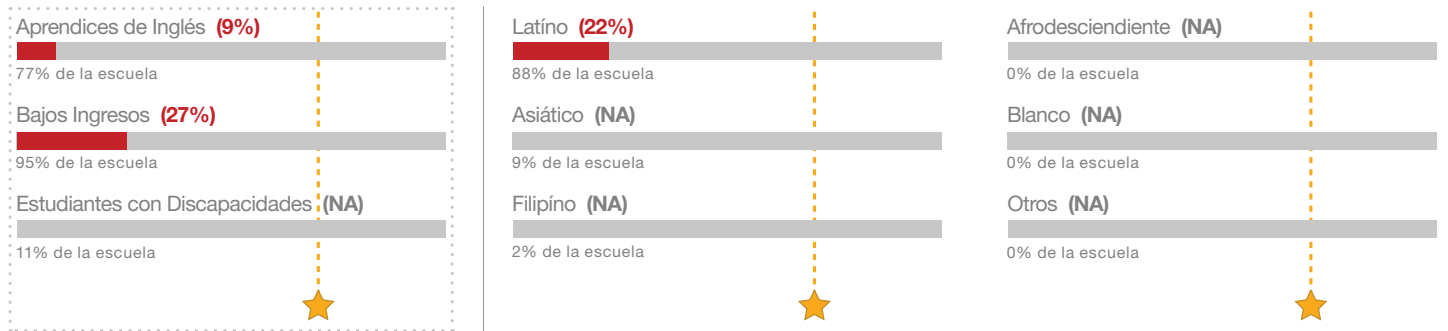 Aprendices de Inglés (9%)
77% de la escuela
Bajos Ingresos (27%)
95% de la escuela
Estudiantes con Discapacidades (NA)
11% de la escuela
Latíno (22%)
88% de la escuela
Asiático (NA)
9% de la escuela
Filipíno (NA)
2% de la escuela
Afrodesciendiente (NA)
0% de la escuela
Blanco (NA)
0% de la escuela
Otros (NA)
0% de la escuela